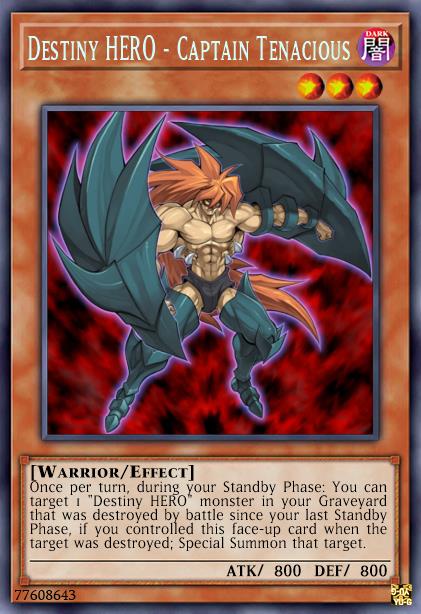 DESTINY HERO - CAPTAIN TENACIOUS
DARK
闇
[WARRIOR/EFFECT]
Once per turn, during your Standby Phase: You can
target 1 "Destiny HERO" monster in your Graveyard
that was destroyed by battle since your last Standby
Phase, if you controlled this face-up card when the
target was destroyed; Special Summon that target.
ATK/ 800 DEF/ 800
77608643